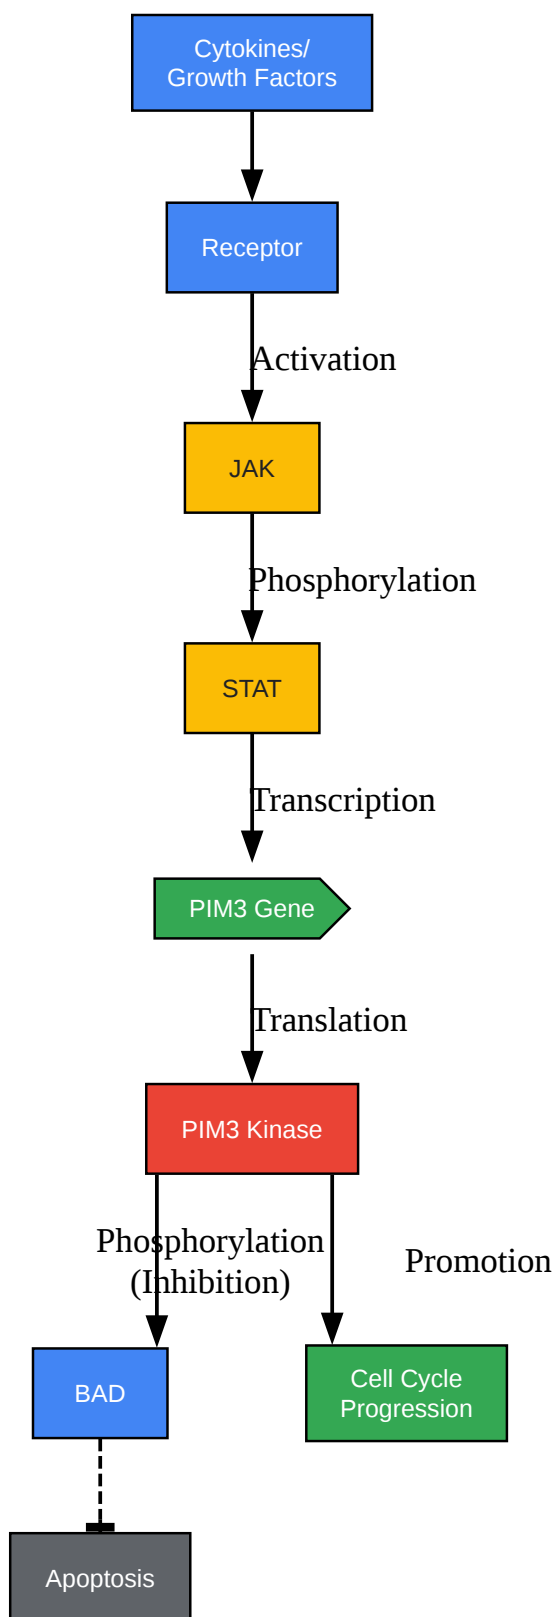 Cytokines/
Growth Factors
Receptor
Activation
JAK
Phosphorylation
STAT
Transcription
PIM3 Gene
Translation
PIM3 Kinase
Phosphorylation
(Inhibition)
Promotion
BAD
Cell Cycle
Progression
Apoptosis